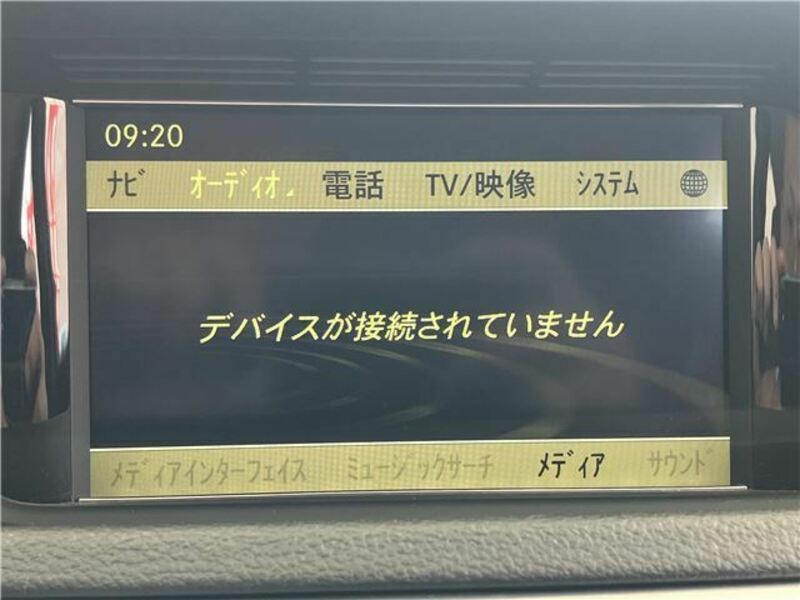 09:20
ﾅﾋﾞ ｵｰﾃﾞｨｵ 電話 TV/映像 ｼｽﾃﾑ
デバイスが接続されていません
ﾒﾃﾞｨｱｲﾝﾀｰﾌｪｲｽ ﾐｭｰｼﾞｯｸｻｰﾁ ﾒﾃﾞｨｱ ｻｳﾝﾄﾞ